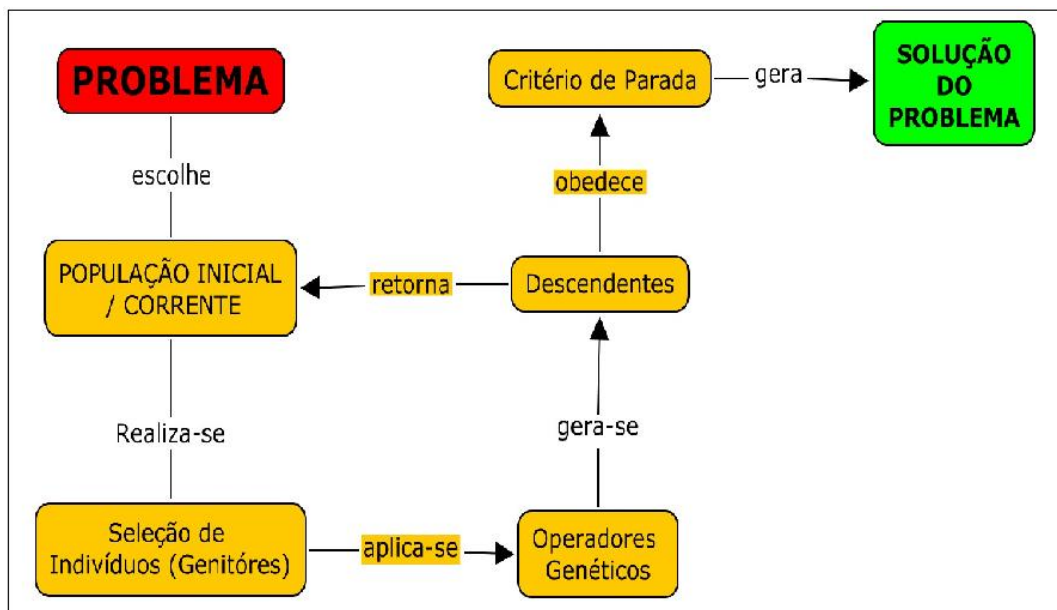 PROBLEMA
escolhe
POPULAÇÃO INICIAL
/ CORRENTE
Realiza-se
Seleção de
Indivíduos (Genitóres)
aplica-se
Operadores
Genéticos
gera-se
Descendentes
retorna
obedece
Critério de Parada
gera
SOLUÇÃO
DO
PROBLEMA